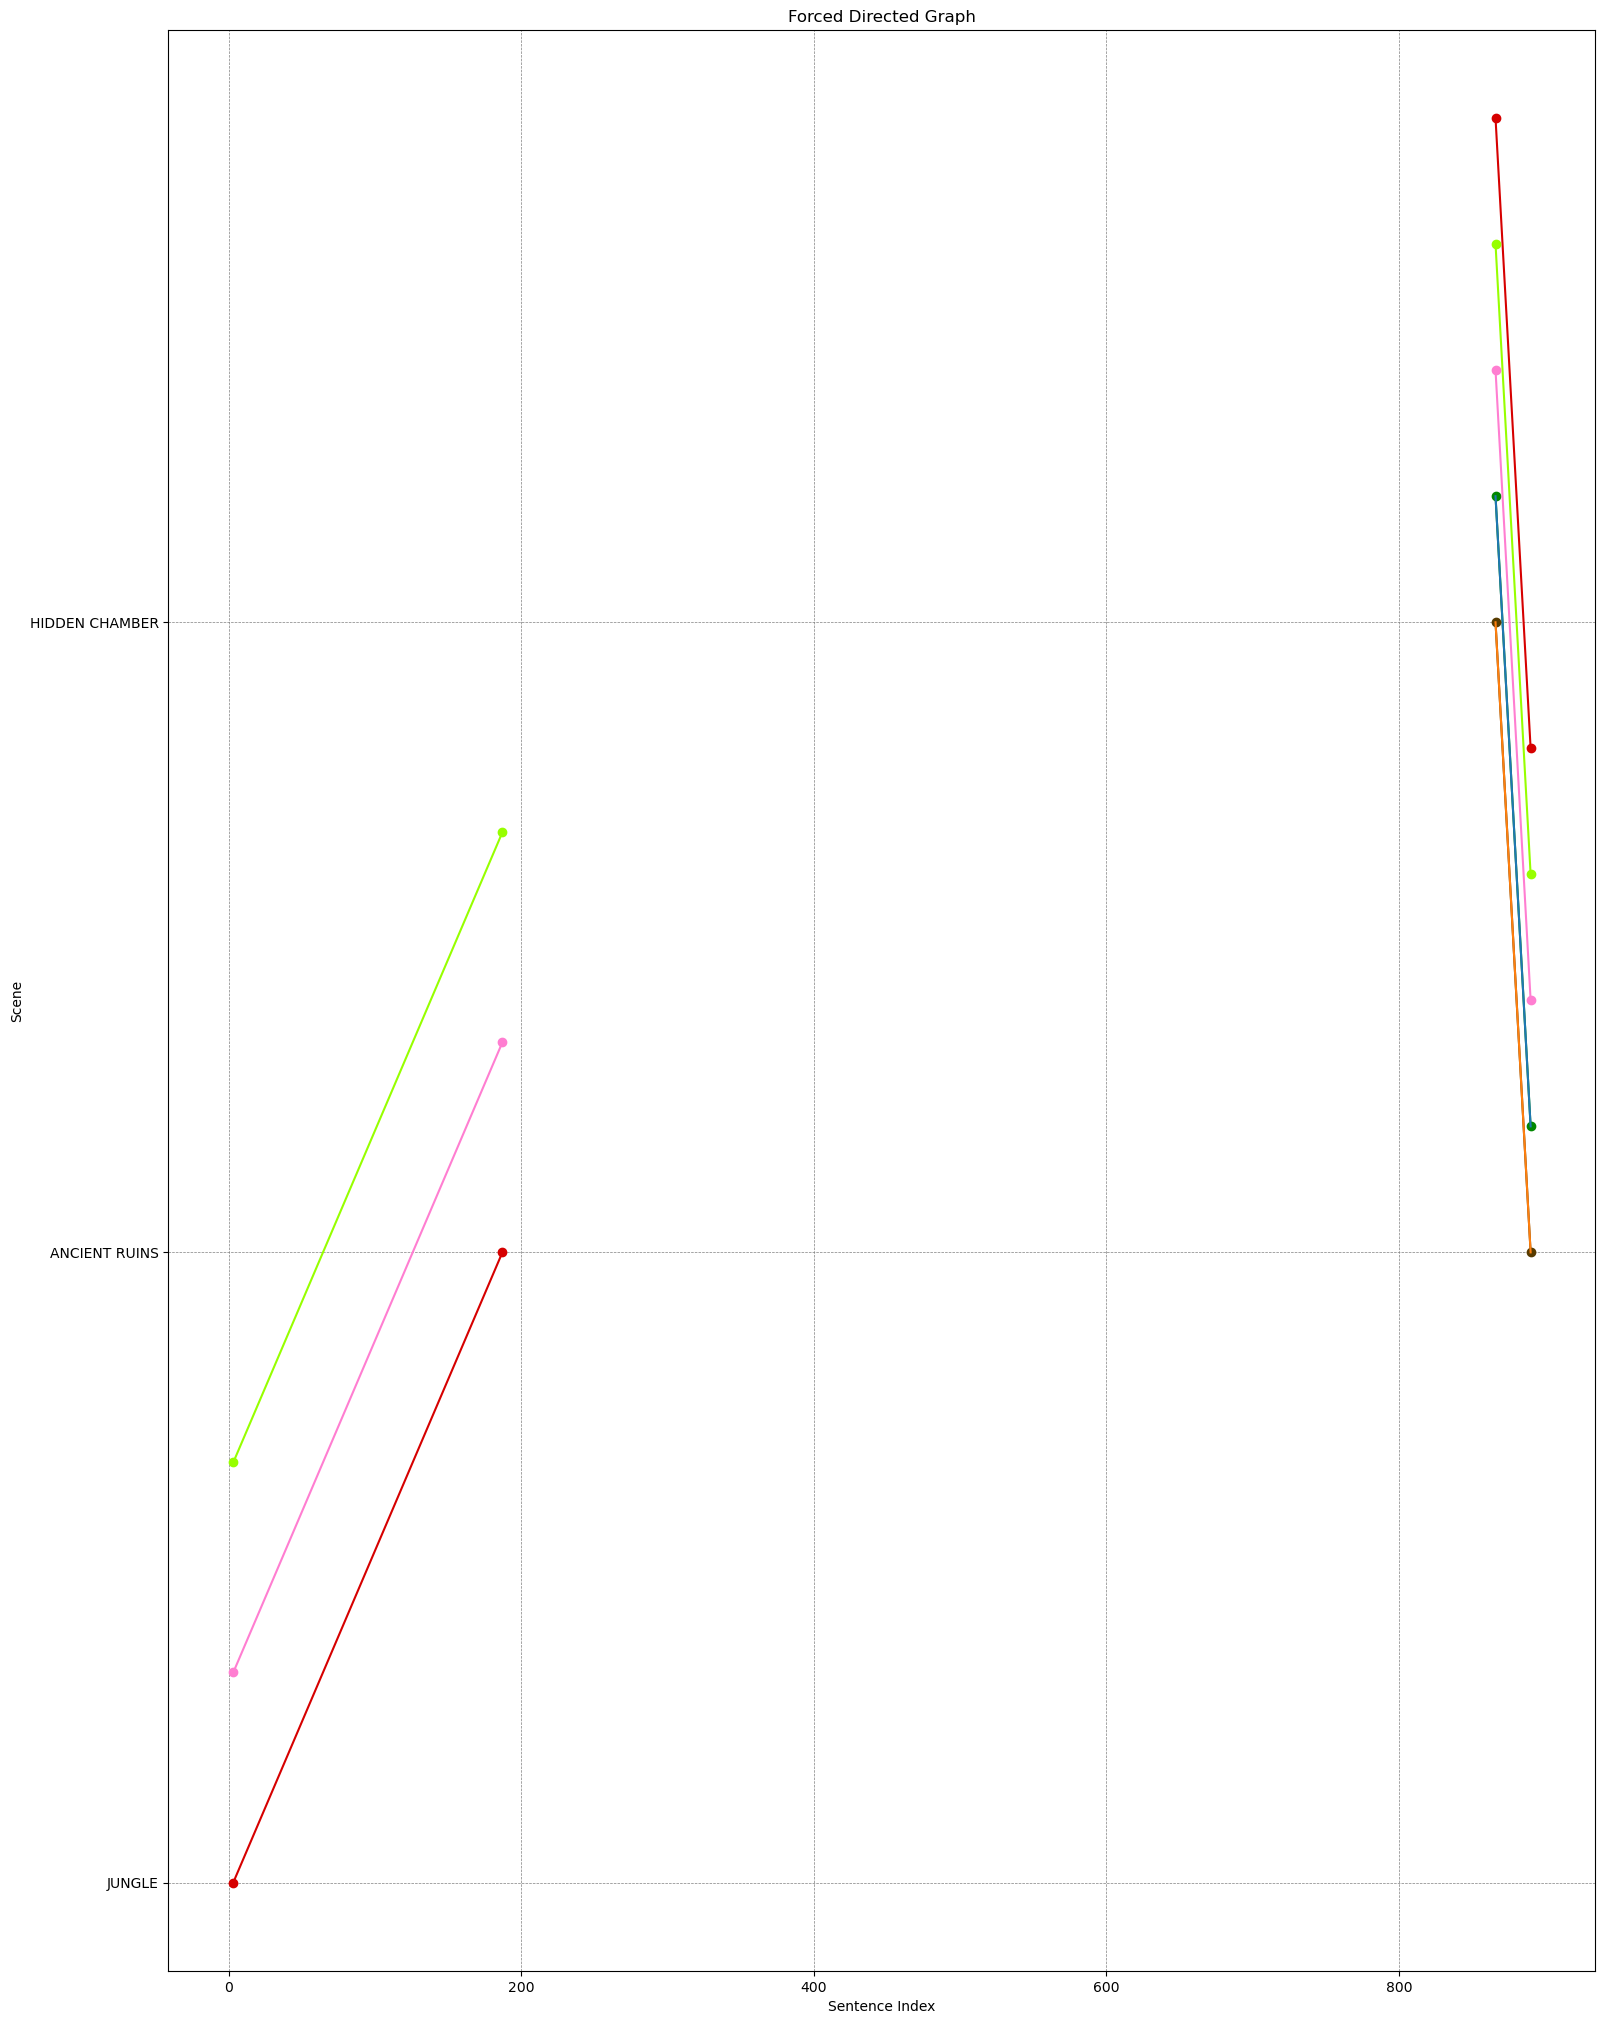 Forced Directed Graph
HIDDEN CHAMBER
ANCIENT RUINS
JUNGLE
Scene
0 200 400 600 800
Sentence Index